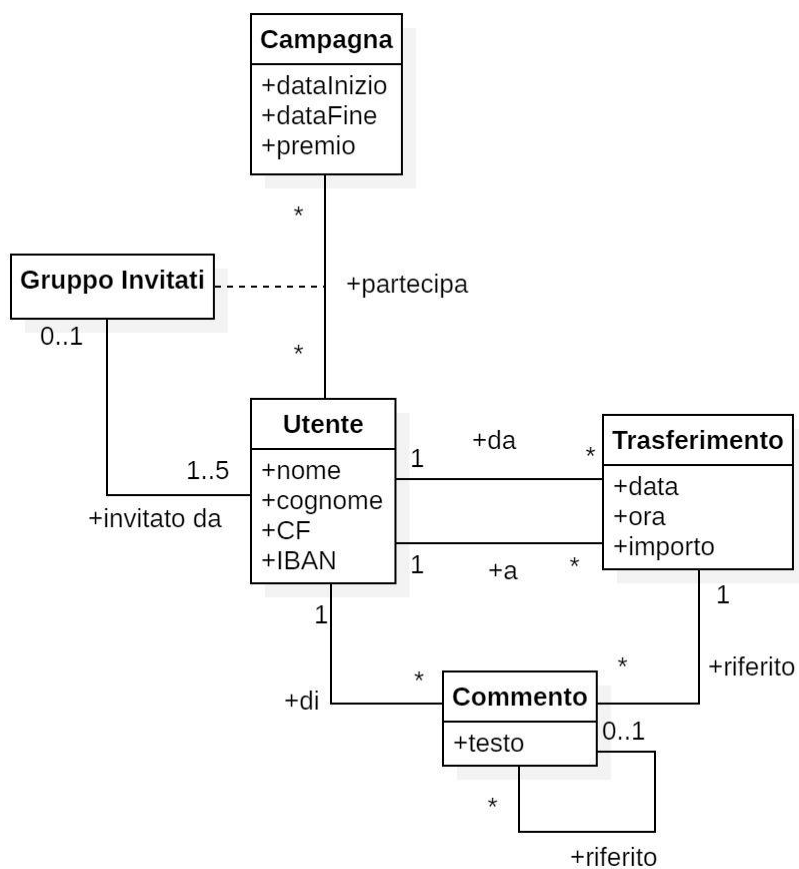 Campagna
+dataInizio
+dataFine
+premio
*
Gruppo Invitati
+partecipa
0..1
*
Utente
+nome
+cognome
+CF
+IBAN
1..5
+invitato da
1
+da
*
Trasferimento
+data
+ora
+importo
1
+a
*
1
1
+riferito
*
*
+di
Commento
+testo
0..1
*
+riferito